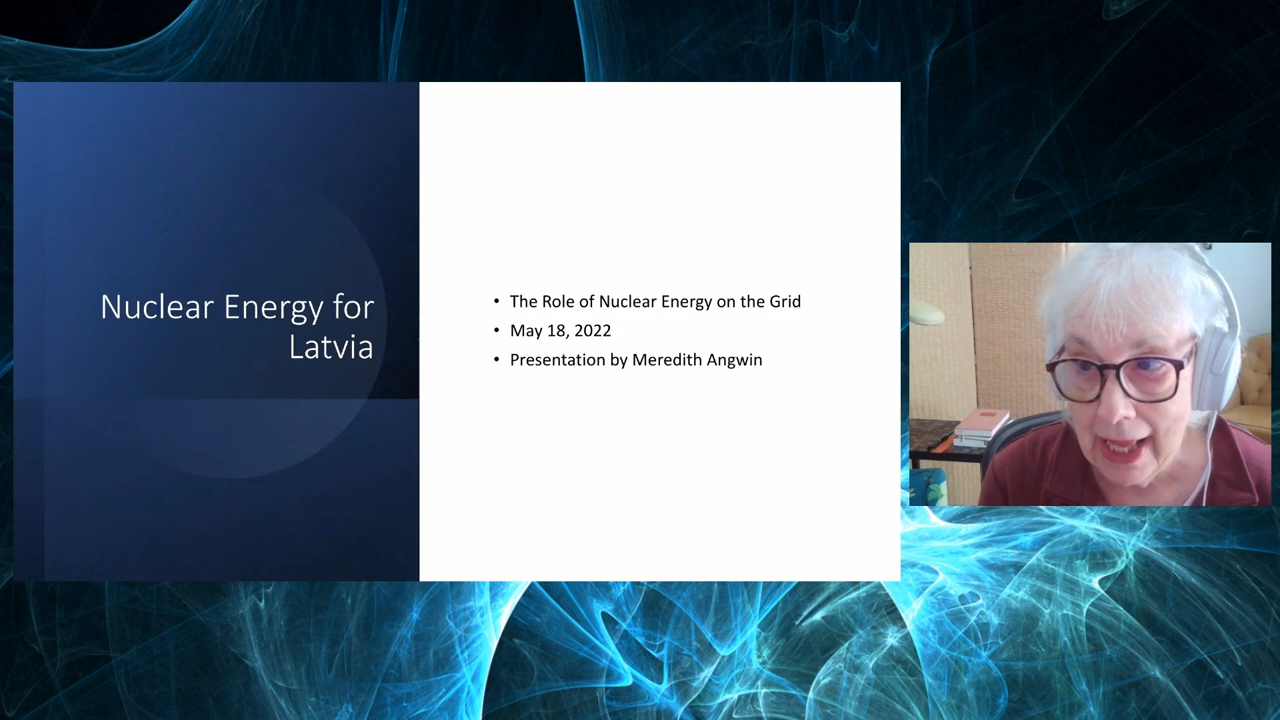 Nuclear Energy for
Latvia
• The Role of Nuclear Energy on the Grid
• May 18, 2022
• Presentation by Meredith Angwin